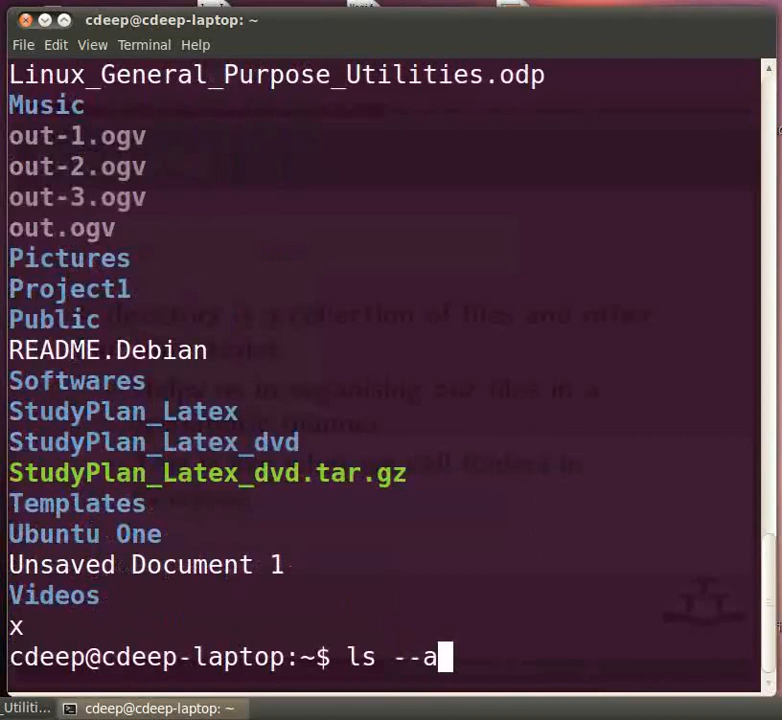 cdeep@cdeep-laptop: ~
File Edit View Terminal Help
Linux_General_Purpose_Utilities.odp
Music
out-1.ogv
out-2.ogv
out-3.ogv
out.ogv
Pictures
Project1
Public
README.Debian
Softwares
StudyPlan_Latex
StudyPlan_Latex_dvd
StudyPlan_Latex_dvd.tar.gz
Templates
Ubuntu One
Unsaved Document 1
Videos
x
cdeep@cdeep-laptop:~$ ls --a
_Utiliti... cdeep@cdeep-laptop: ~